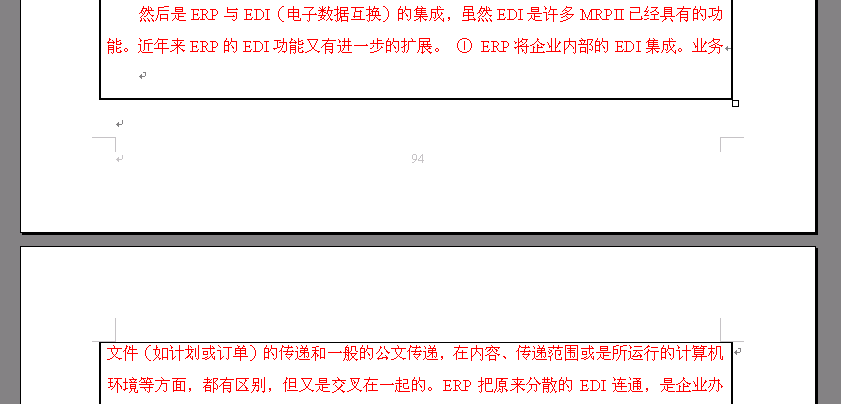 然后是 ERP 与 EDI（电子数据互换）的集成，虽然 EDI 是许多 MRPII 已经具有的功
能。近年来 ERP 的 EDI 功能又有进一步的扩展。 ① ERP 将企业内部的 EDI 集成。业务
94
文件（如计划或订单）的传递和一般的公文传递，在内容、传递范围或是所运行的计算机
环境等方面，都有区别，但又是交叉在一起的。ERP 把原来分散的 EDI 连通，是企业办